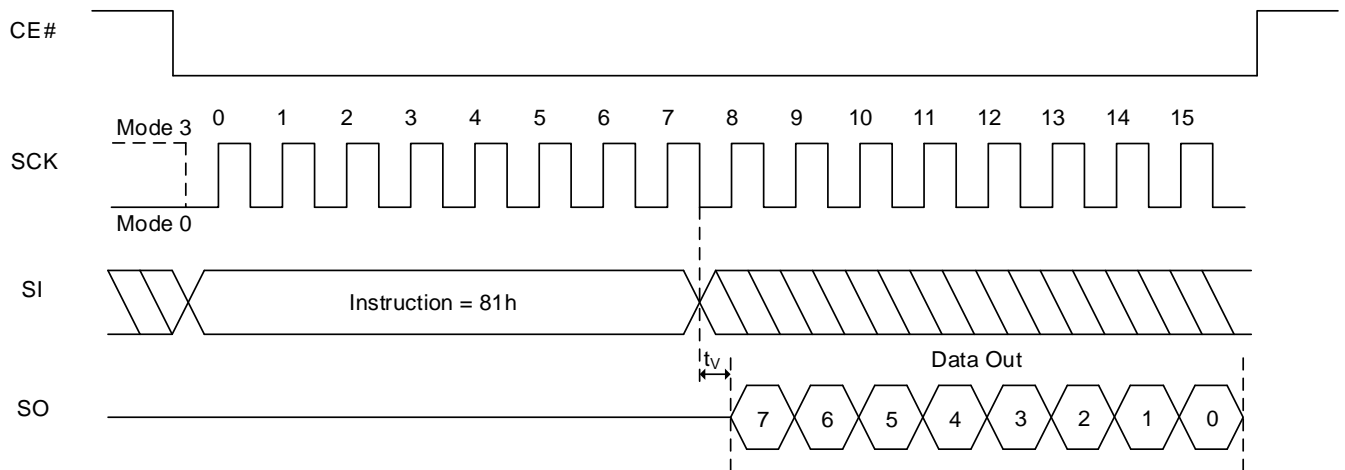 CE#
Mode 3 0 1 2 3 4 5 6 7 8 9 10 11 12 13 14 15
SCK
Mode 0
SI Instruction = 81h
tV Data Out
SO 7 6 5 4 3 2 1 0